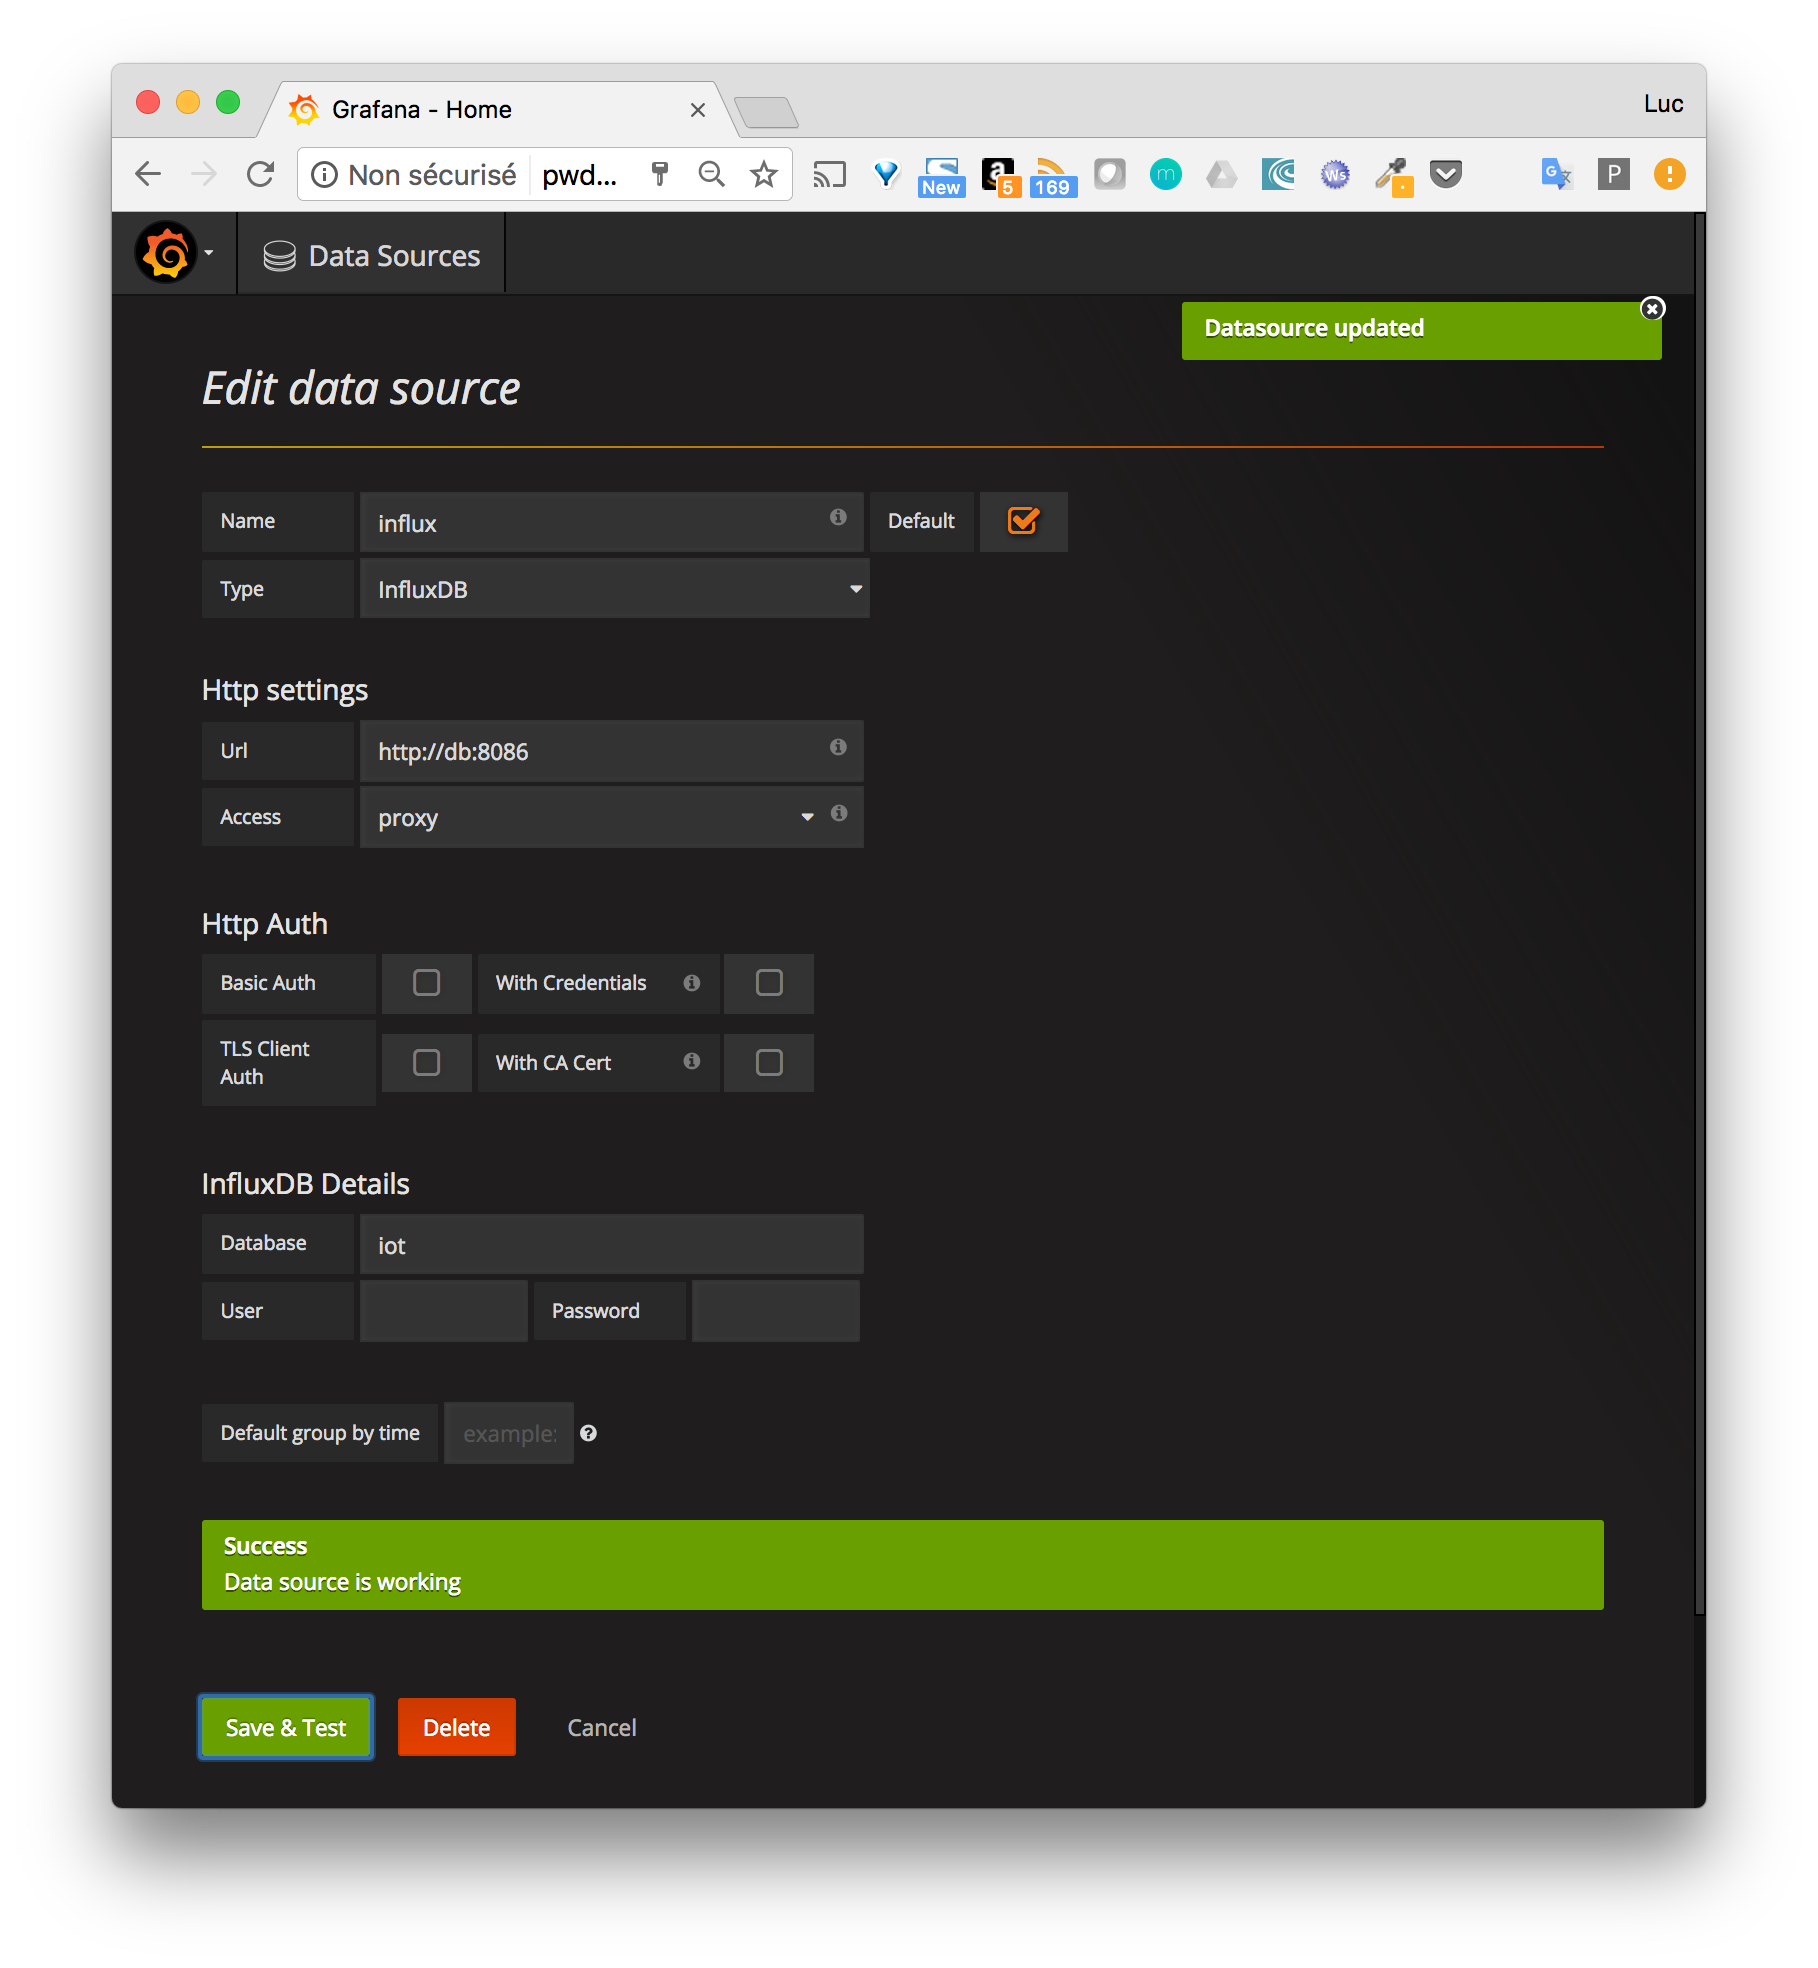 Grafana - Home
Luc
Non sécurisé pwd...
New
a 5
169
m
Ws
G
P
Data Sources
Datasource updated
Edit data source
Name influx Default
Type InfluxDB
Http settings
Url http://db:8086
Access proxy
Http Auth
Basic Auth With Credentials
TLS Client
Auth
With CA Cert
InfluxDB Details
Database iot
User Password
Default group by time example:
Success
Data source is working
Save & Test Delete Cancel